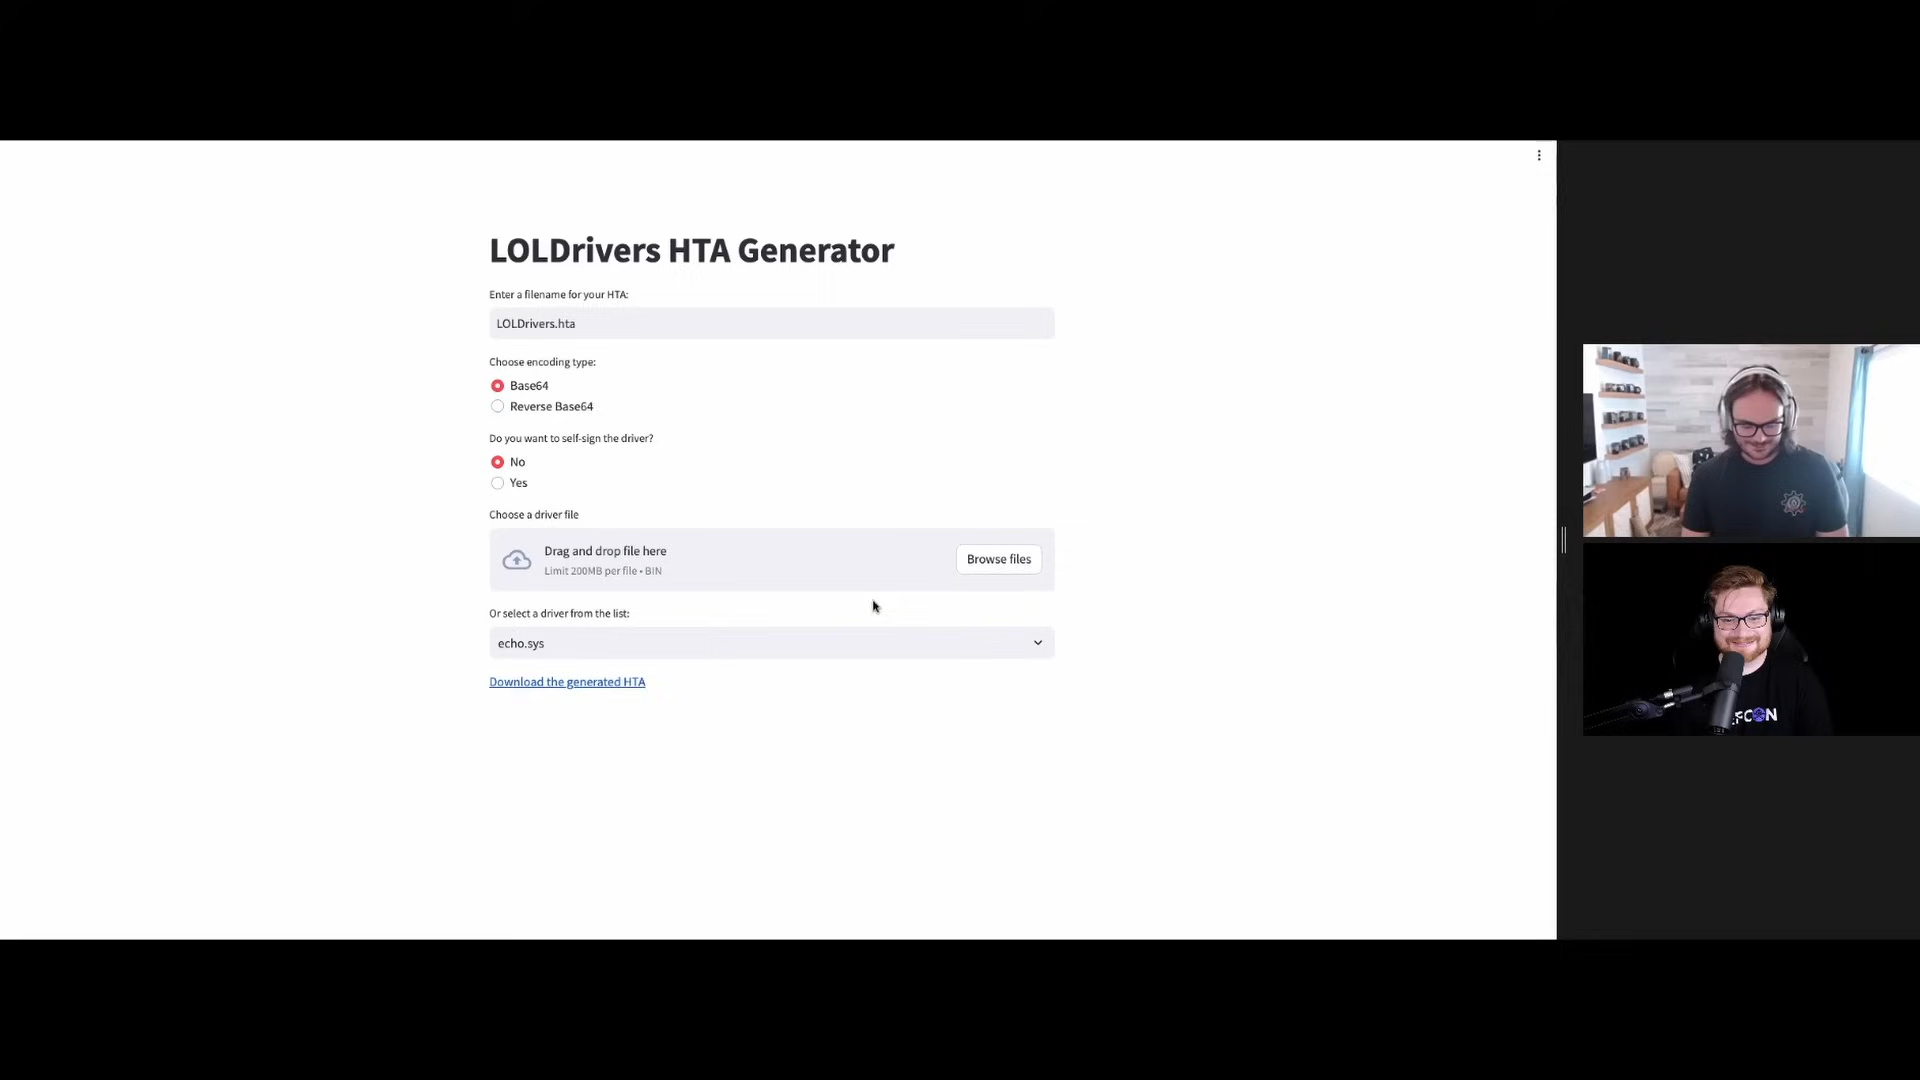 LOLDrivers HTA Generator
Enter a filename for your HTA:
LOLDrivers.hta
Choose encoding type:
Base64
Reverse Base64
Do you want to self-sign the driver?
No
Yes
Choose a driver file
Drag and drop file here
Limit 200MB per file • BIN
Browse files
Or select a driver from the list:
echo.sys
Download the generated HTA